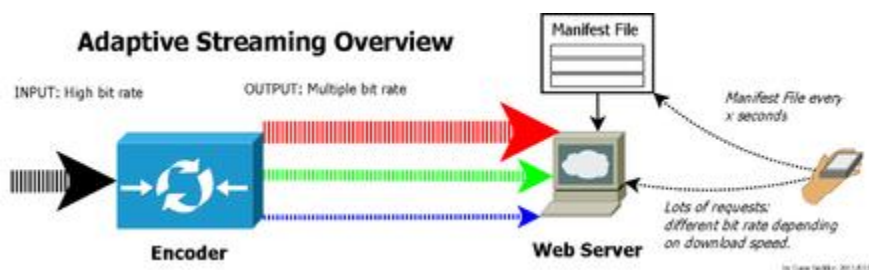 Adaptive Streaming Overview
Manifest File
INPUT: High bit rate
OUTPUT: Multiple bit rate
Manifest File every
x seconds
Lots of requests:
different bit rate depending
on download speed.
Encoder
Web Server